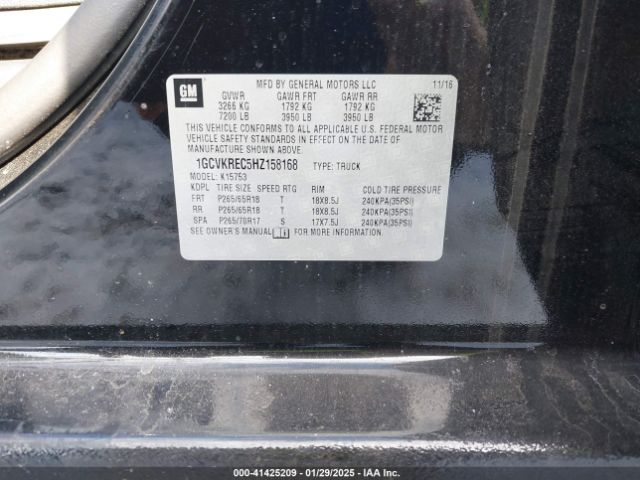 GM
MFD BY GENERAL MOTORS LLC 11/16
GVWR GAWR FRT GAWR RR
3266 KG 1792 KG 1792 KG
7200 LB 3950 LB 3950 LB
THIS VEHICLE CONFORMS TO ALL APPLICABLE U.S. FEDERAL MOTOR
VEHICLE SAFETY STANDARDS IN EFFECT ON THE DATE OF
MANUFACTURE SHOWN ABOVE.
1GCVKREC5HZ158168 TYPE: TRUCK
MODEL: K15753
KDPL TIRE SIZE SPEED RTG RIM COLD TIRE PRESSURE
FRT P265/65R18 T 18X8.5J 240KPA(35PSI)
RR P265/65R18 T 18X8.5J 240KPA(35PSI)
SPA P265/70R17 S 17X7.5J 240KPA(35PSI)
SEE OWNER'S MANUAL FOR MORE INFORMATION.
000-41425209 - 01/29/2025 - IAA Inc.